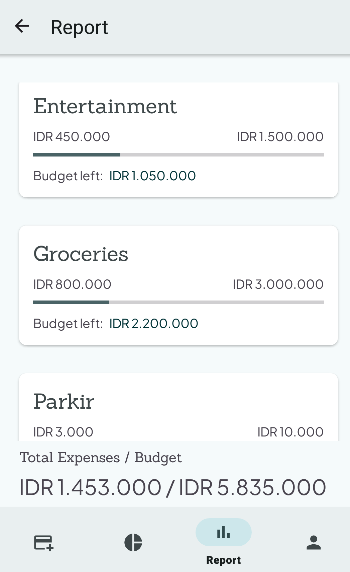 Report
Entertainment
IDR 450.000 IDR 1.500.000
Budget left: IDR 1.050.000
Groceries
IDR 800.000 IDR 3.000.000
Budget left: IDR 2.200.000
Parkir
IDR 3.000 IDR 10.000
Total Expenses / Budget
IDR 1.453.000 / IDR 5.835.000
Report